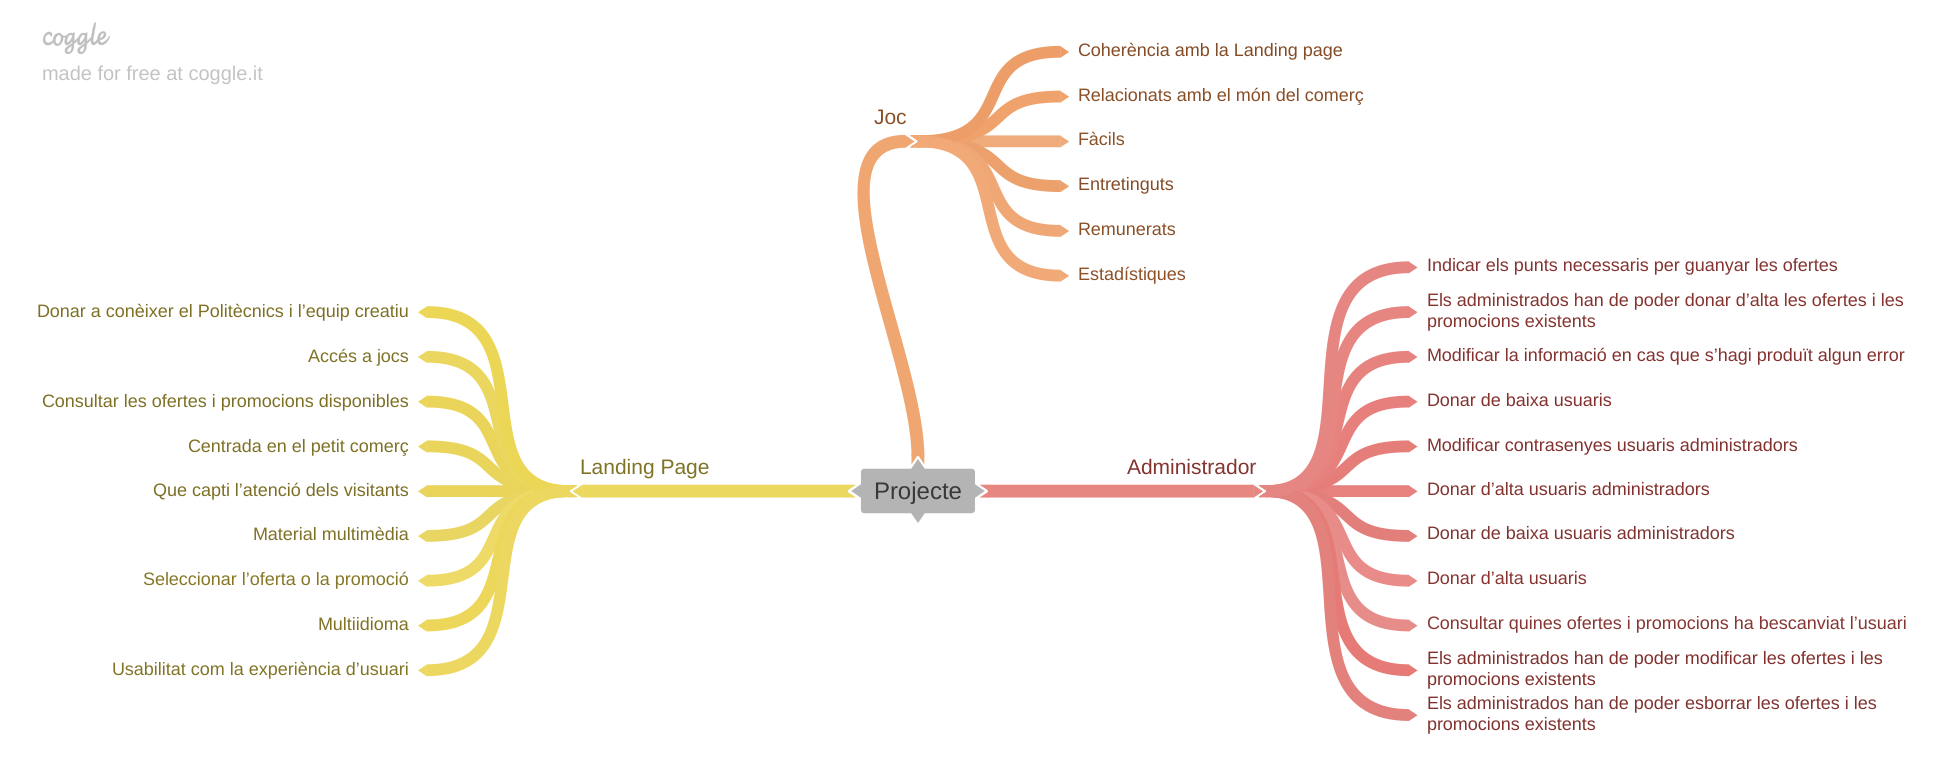 coggle
made for free at coggle.it
Joc
Coherència amb la Landing page
Relacionats amb el món del comerç
Fàcils
Entretinguts
Remunerats
Estadístiques
Landing Page
Donar a conèixer el Politècnics i l’equip creatiu
Accés a jocs
Consultar les ofertes i promocions disponibles
Centrada en el petit comerç
Que capti l’atenció dels visitants
Material multimèdia
Seleccionar l’oferta o la promoció
Multiidioma
Usabilitat com la experiència d’usuari
Projecte
Administrador
Indicar els punts necessaris per guanyar les ofertes
Els administrados han de poder donar d’alta les ofertes i les
promocions existents
Modificar la informació en cas que s’hagi produït algun error
Donar de baixa usuaris
Modificar contrasenyes usuaris administradors
Donar d’alta usuaris administradors
Donar de baixa usuaris administradors
Donar d’alta usuaris
Consultar quines ofertes i promocions ha bescanviat l’usuari
Els administrados han de poder modificar les ofertes i les
promocions existents
Els administrados han de poder esborrar les ofertes i les
promocions existents